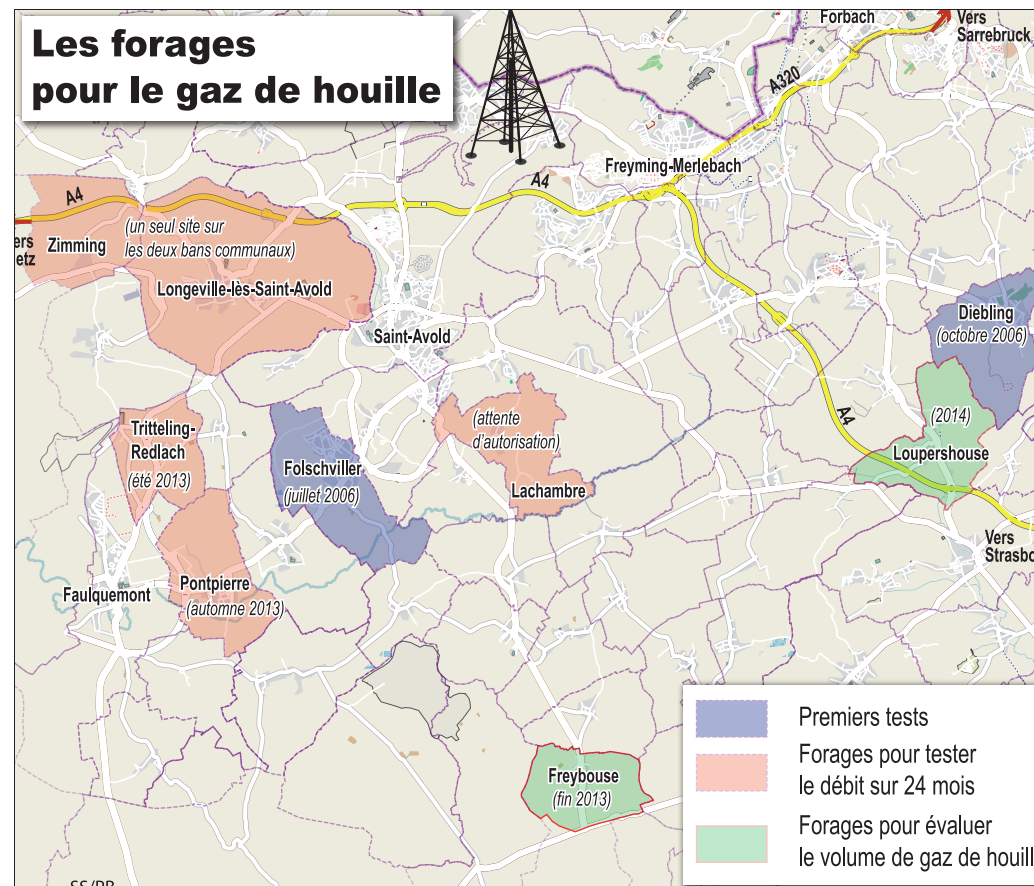 Les forages
pour le gaz de houille
Forbach
Vers
Sarrebruck
A320
Freyming-Merlebach
A4
A4
Zimming
(un seul site sur
les deux bans communaux)
Longeville-lès-Saint-Avold
Saint-Avold
Diebling
(octobre 2006)
A4
(2014)
Loupershouse
Tritteling-
Redlach
(été 2013)
Folschviller
(juillet 2006)
(attente
d'autorisation)
Lachambre
Vers
Strasbo
Faulquemont
Pontpierre
(automne 2013)
Freybouse
(fin 2013)
Premiers tests
Forages pour tester
le débit sur 24 mois
Forages pour évaluer
le volume de gaz de houill